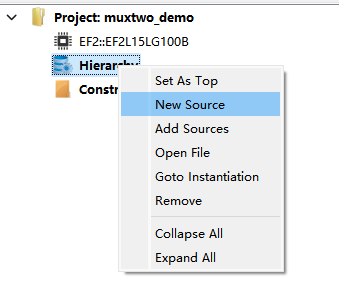 Project: muxtwo_demo
EF2::EF2L15LG100B
Hierarchy
Constr
Set As Top
New Source
Add Sources
Open File
Goto Instantiation
Remove
Collapse All
Expand All